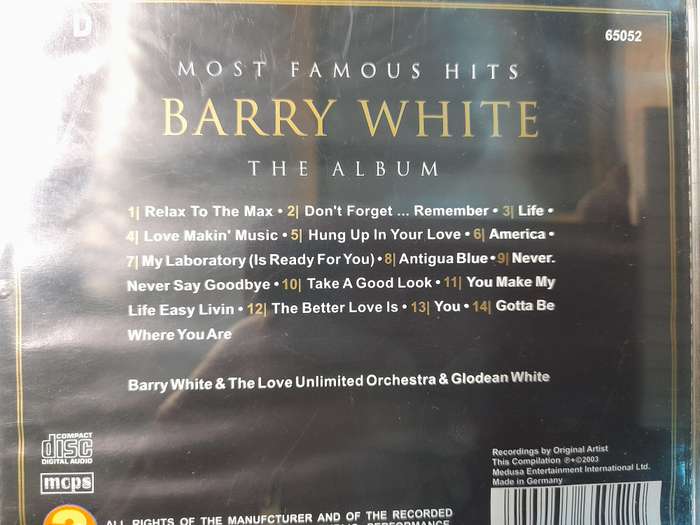 D
65052
MOST FAMOUS HITS
BARRY WHITE
THE ALBUM
1| Relax To The Max • 2| Don't Forget ... Remember • 3| Life •
4| Love Makin' Music • 5| Hung Up In Your Love • 6| America •
7| My Laboratory (Is Ready For You) • 8| Antigua Blue • 9| Never.
Never Say Goodbye • 10| Take A Good Look • 11| You Make My
Life Easy Livin • 12| The Better Love Is • 13| You • 14| Gotta Be
Where You Are
Barry White & The Love Unlimited Orchestra & Glodean White
COMPACT
disc
DIGITAL AUDIO
mcps
Recordings by Original Artist
This Compilation ℗+©2003
Medusa Entertainment International Ltd.
Made in Germany
ALL RIGHTS OF THE MANUFCTURER AND OF THE RECORDED